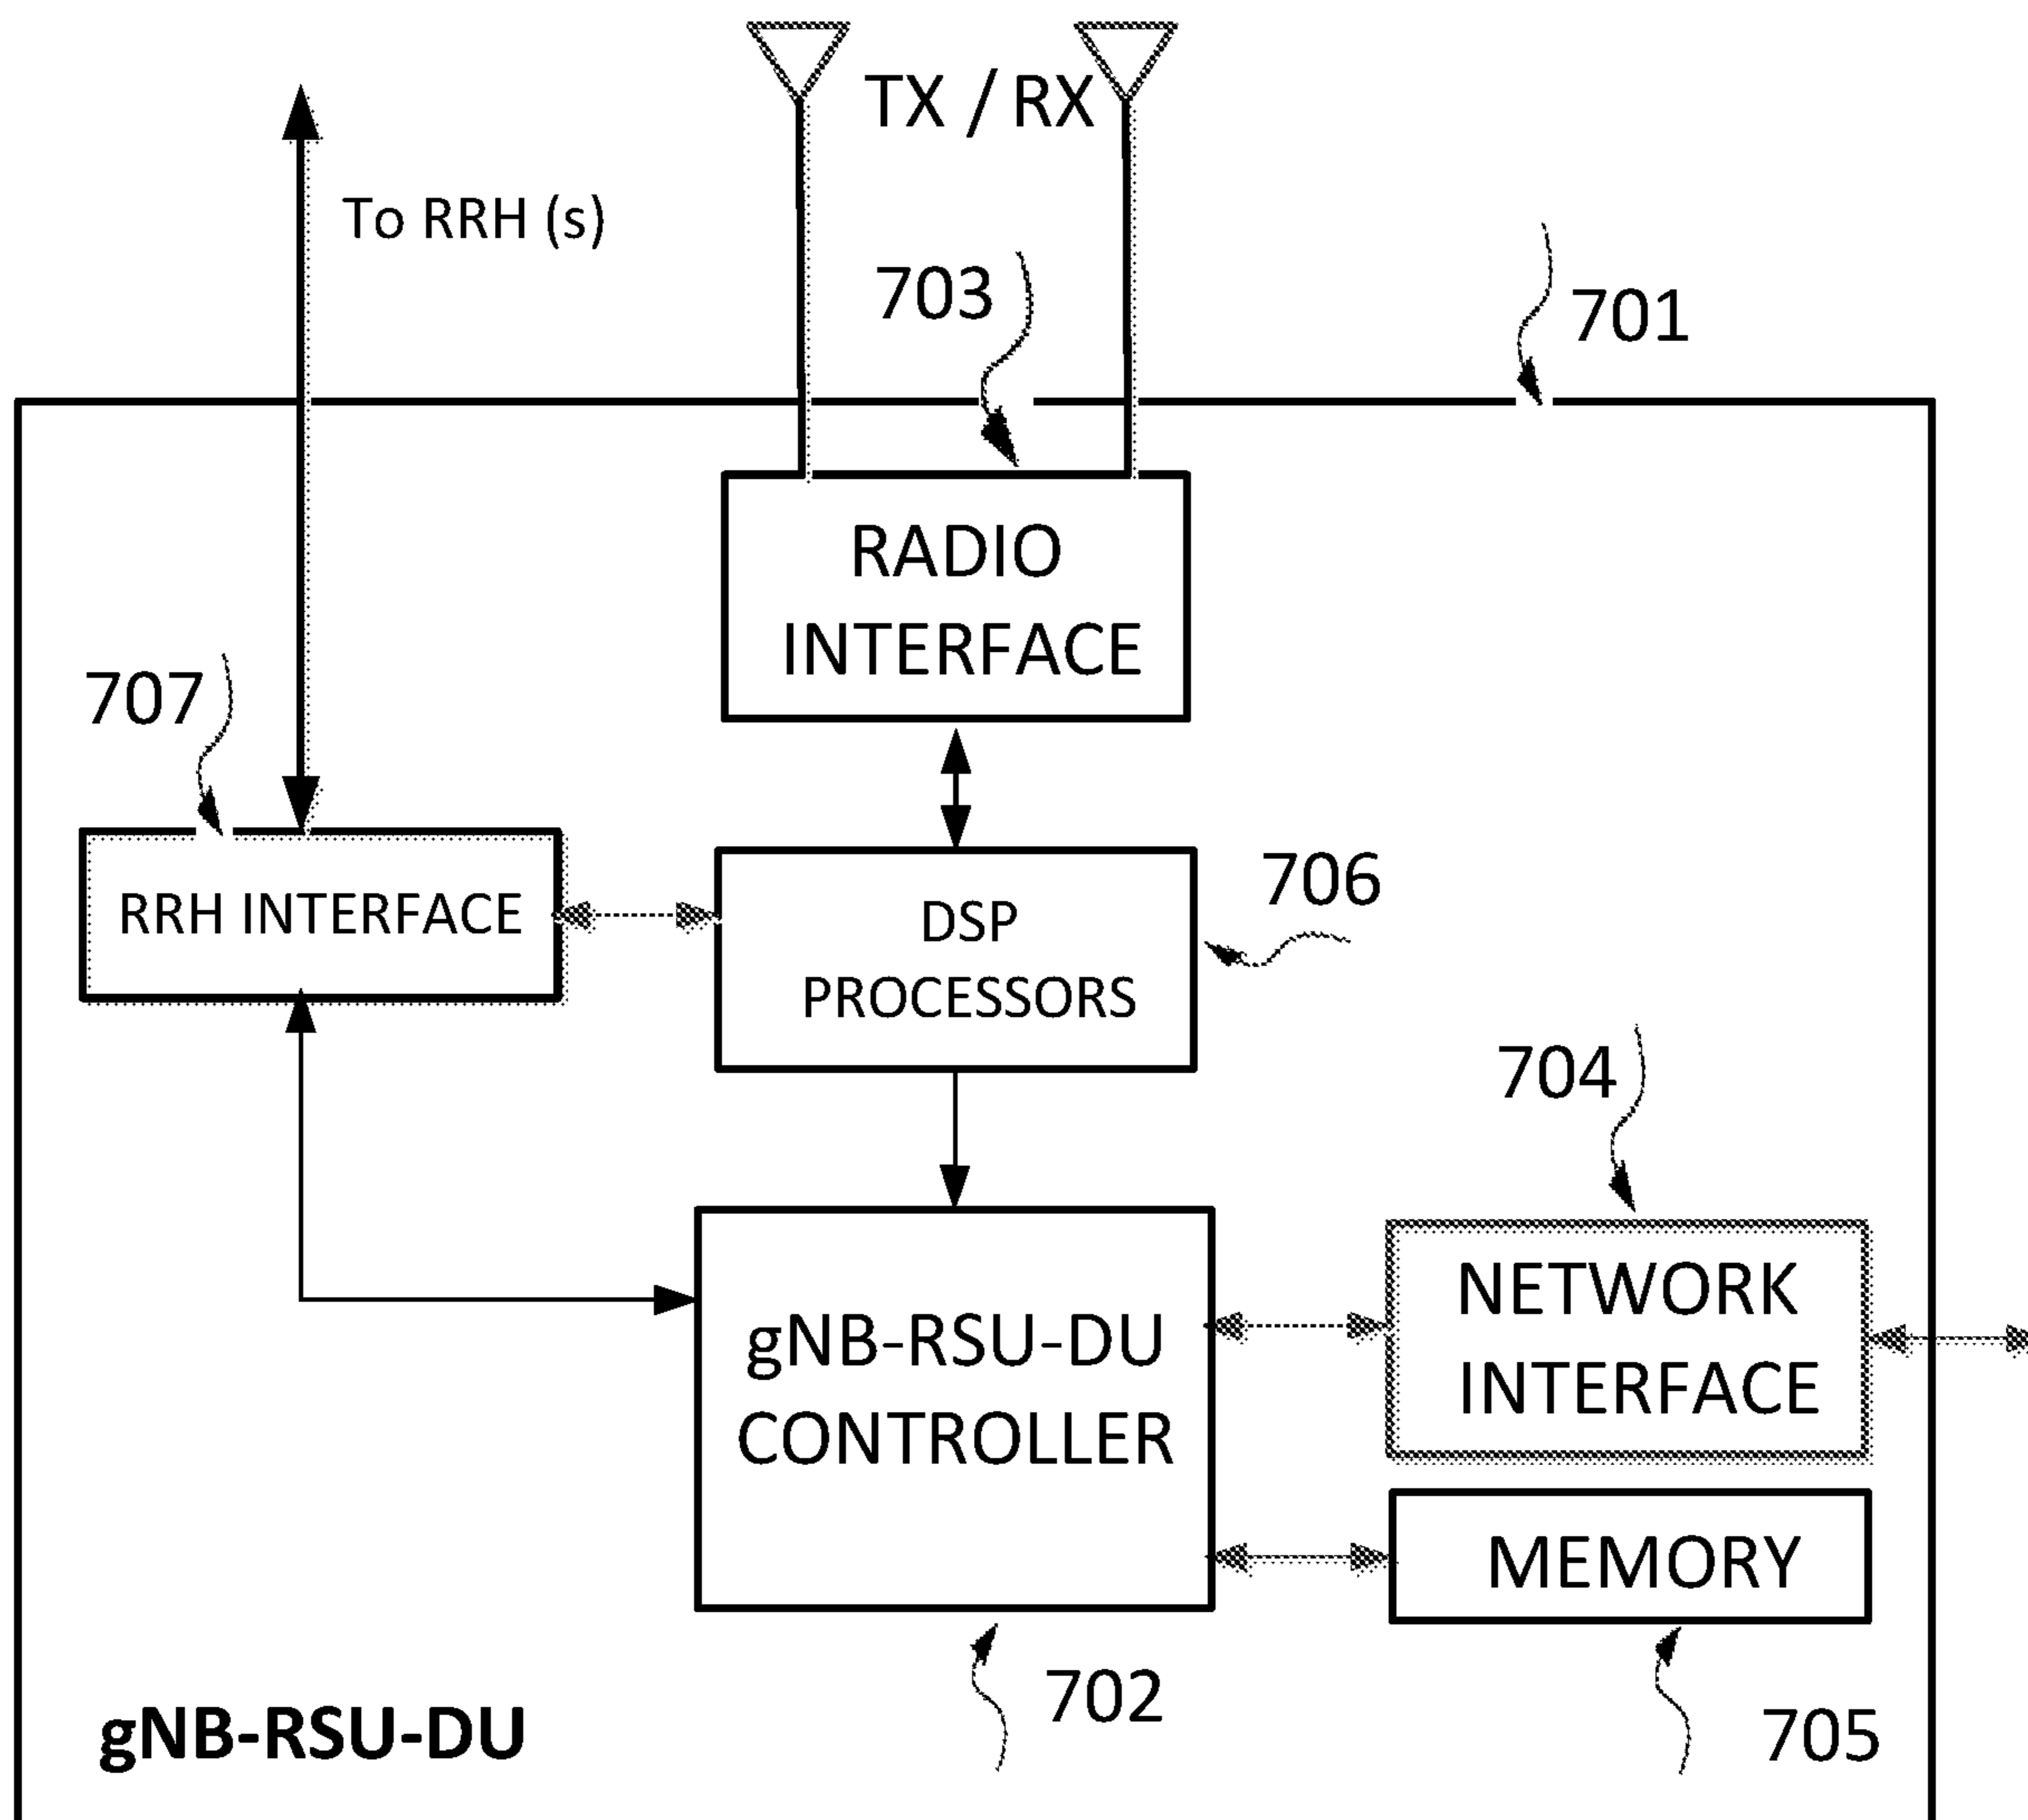 TX / RX
To RRH (s)
703
701
RADIO
INTERFACE
707
RRH INTERFACE
DSP
PROCESSORS
706
704
gNB-RSU-DU
CONTROLLER
NETWORK
INTERFACE
MEMORY
702
705
gNB-RSU-DU